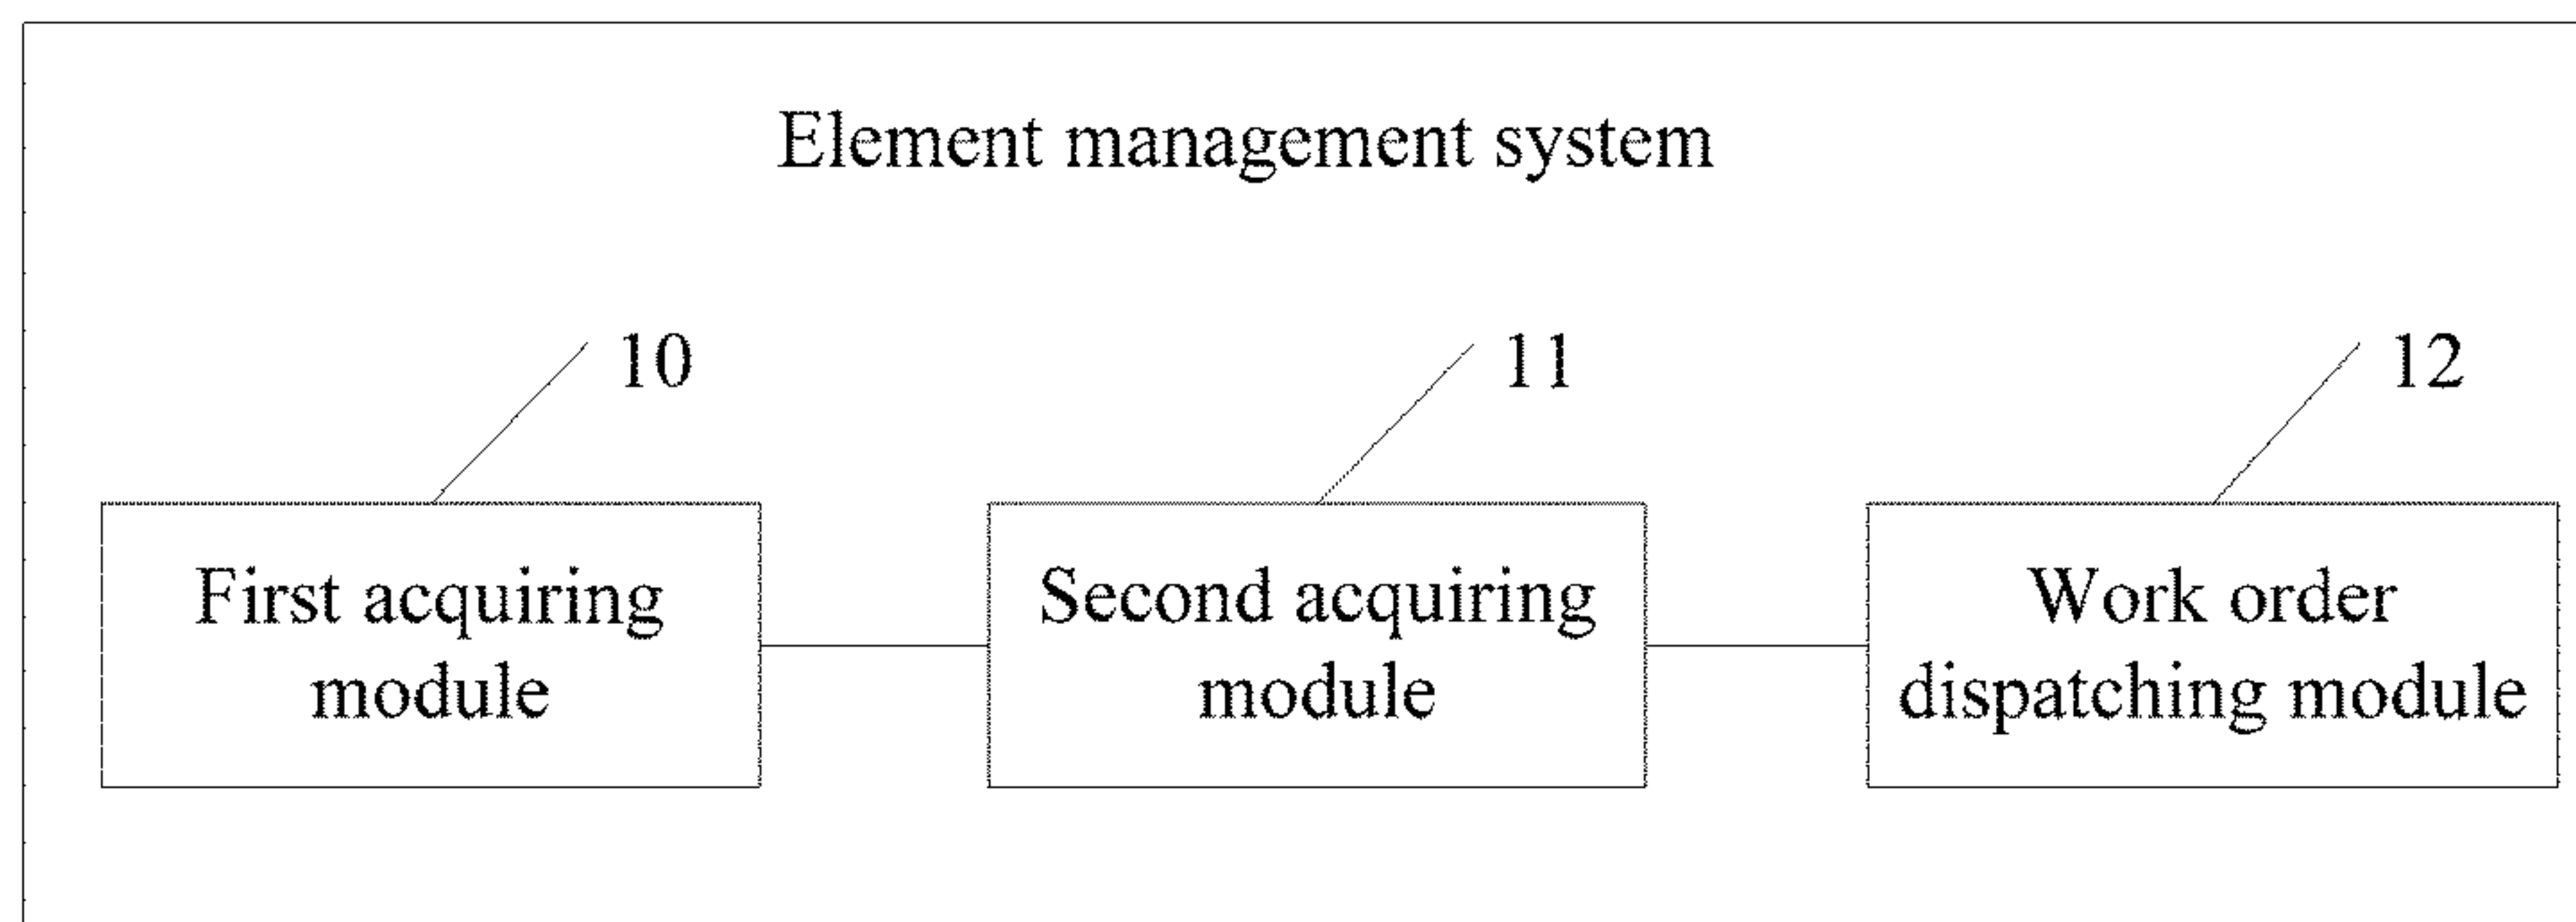 Element management system
10
11
12
First acquiring
module
Second acquiring
module
Work order
dispatching module